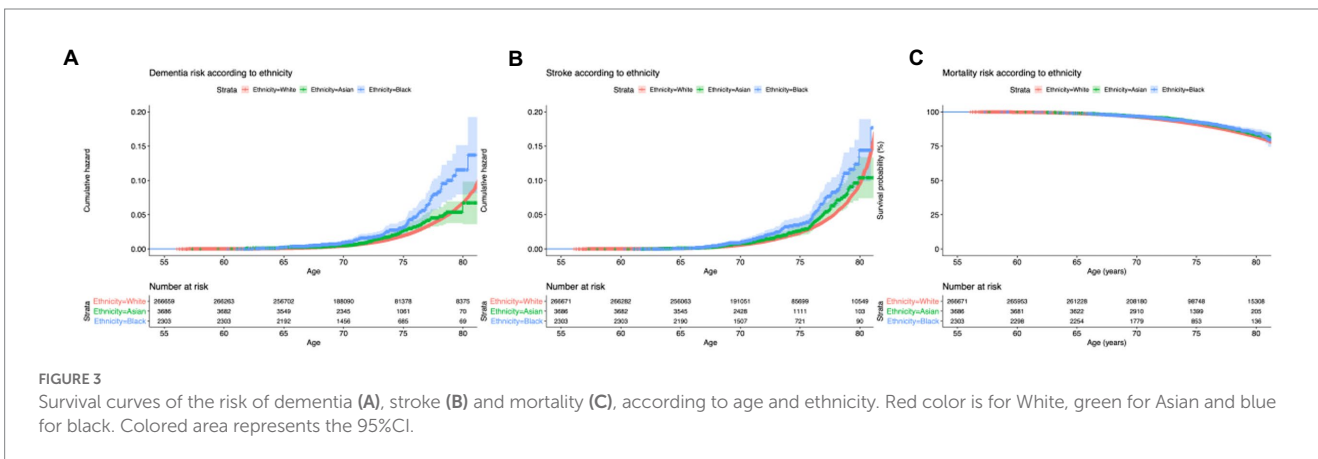 A
Dementia risk according to ethnicity
Strata Ethnicity=White Ethnicity=Asian Ethnicity=Black
Cumulative hazard
0.20
0.15
0.10
0.05
0.00
55 60 65 70 75 80
Age
Number at risk
Strata
Ethnicity=White 266659 266263 256702 188090 81378 8375
Ethnicity=Asian 3686 3682 3549 2345 1061 70
Ethnicity=Black 2303 2303 2192 1456 685 69
55 60 65 70 75 80
Age
B
Stroke according to ethnicity
Strata Ethnicity=White Ethnicity=Asian Ethnicity=Black
Cumulative hazard
0.20
0.15
0.10
0.05
0.00
55 60 65 70 75 80
Age
Number at risk
Strata
Ethnicity=White 266671 266282 256063 191051 85699 10549
Ethnicity=Asian 3686 3682 3545 2428 1111 103
Ethnicity=Black 2303 2303 2190 1507 721 90
55 60 65 70 75 80
Age
C
Mortality risk according to ethnicity
Strata Ethnicity=White Ethnicity=Asian Ethnicity=Black
Survival probability (%)
100
75
50
25
0
55 60 65 70 75 80
Age (years)
Number at risk
Strata
Ethnicity=White 266671 265953 261228 208180 98748 15308
Ethnicity=Asian 3686 3681 3622 2910 1399 205
Ethnicity=Black 2303 2298 2254 1779 853 136
55 60 65 70 75 80
Age (years)
FIGURE 3
Survival curves of the risk of dementia (A), stroke (B) and mortality (C), according to age and ethnicity. Red color is for White, green for Asian and blue
for black. Colored area represents the 95%CI.